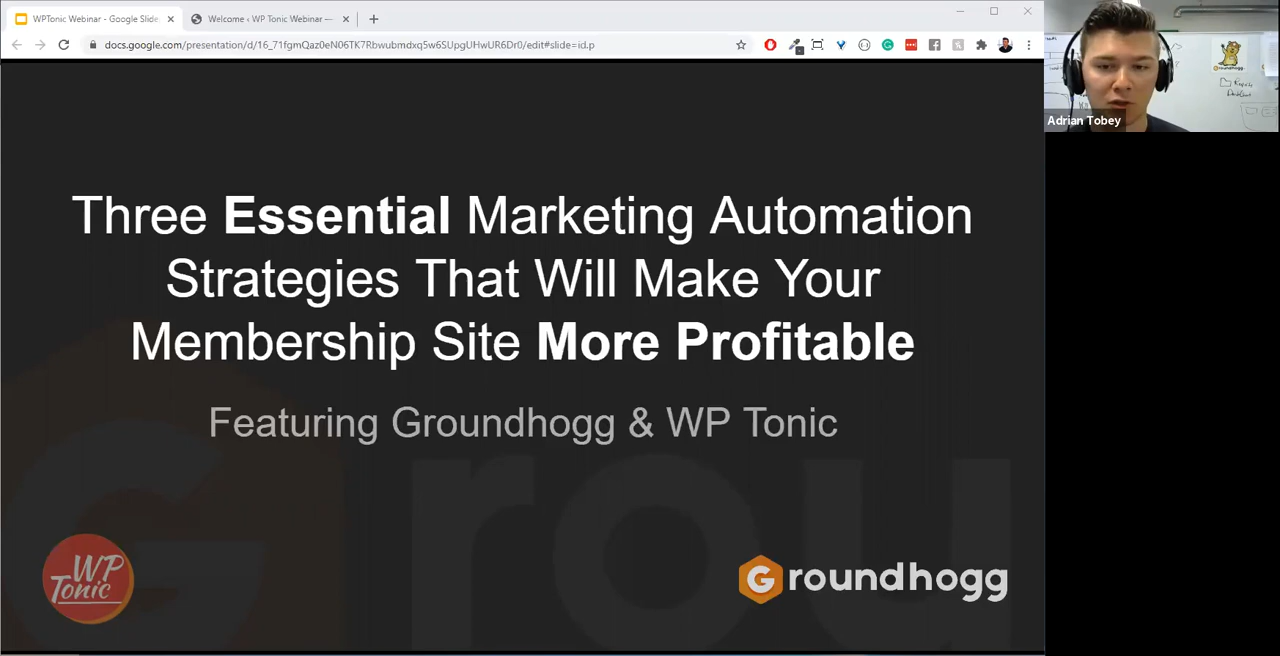 WPTonic Webinar - Google Slide
Welcome ‹ WP Tonic Webinar —
docs.google.com/presentation/d/16_71fgmQaz0eN06TK7Rbwubmdxq5w6SUpgUHwUR6Dr0/edit#slide=id.p
Adrian Tobey
Three Essential Marketing Automation
Strategies That Will Make Your
Membership Site More Profitable
Featuring Groundhogg & WP Tonic
WP
Tonic
Groundhogg